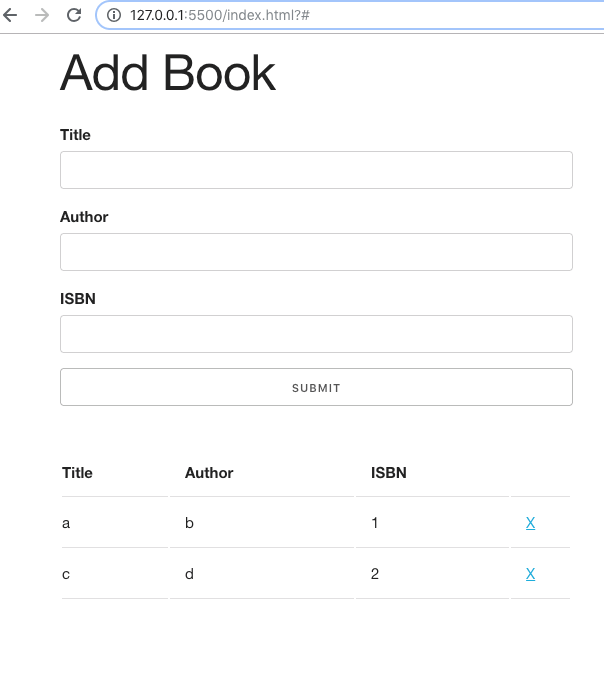 127.0.0.1:5500/index.html?#
Add Book
Title
Author
ISBN
SUBMIT
Title Author ISBN
a b 1 X
c d 2 X